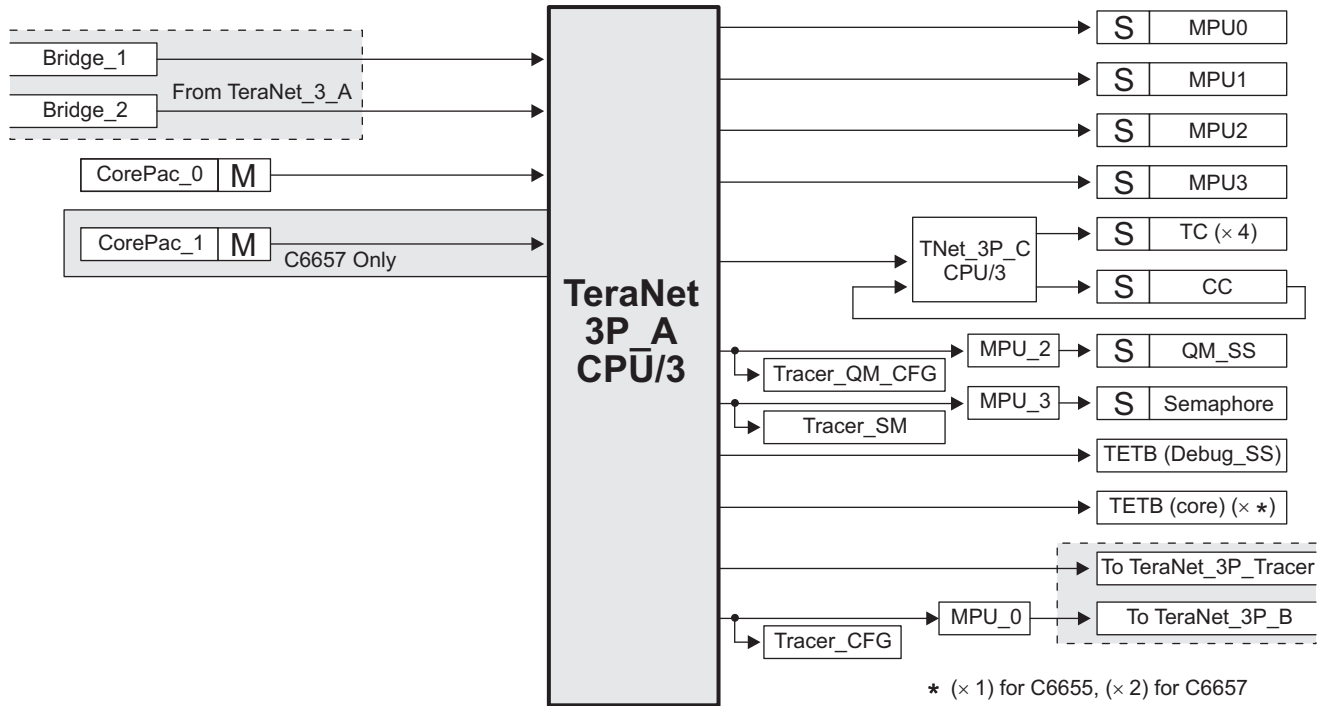 Bridge_1
From TeraNet_3_A
Bridge_2
CorePac_0 M
CorePac_1 M
C6657 Only
TeraNet
3P_A
CPU/3
S MPU0
S MPU1
S MPU2
S MPU3
TNet_3P_C
CPU/3
S TC (× 4)
S CC
MPU_2
S QM_SS
Tracer_QM_CFG
MPU_3
S Semaphore
Tracer_SM
TETB (Debug_SS)
TETB (core) (× *)
To TeraNet_3P_Tracer
MPU_0
To TeraNet_3P_B
Tracer_CFG
* (× 1) for C6655, (× 2) for C6657